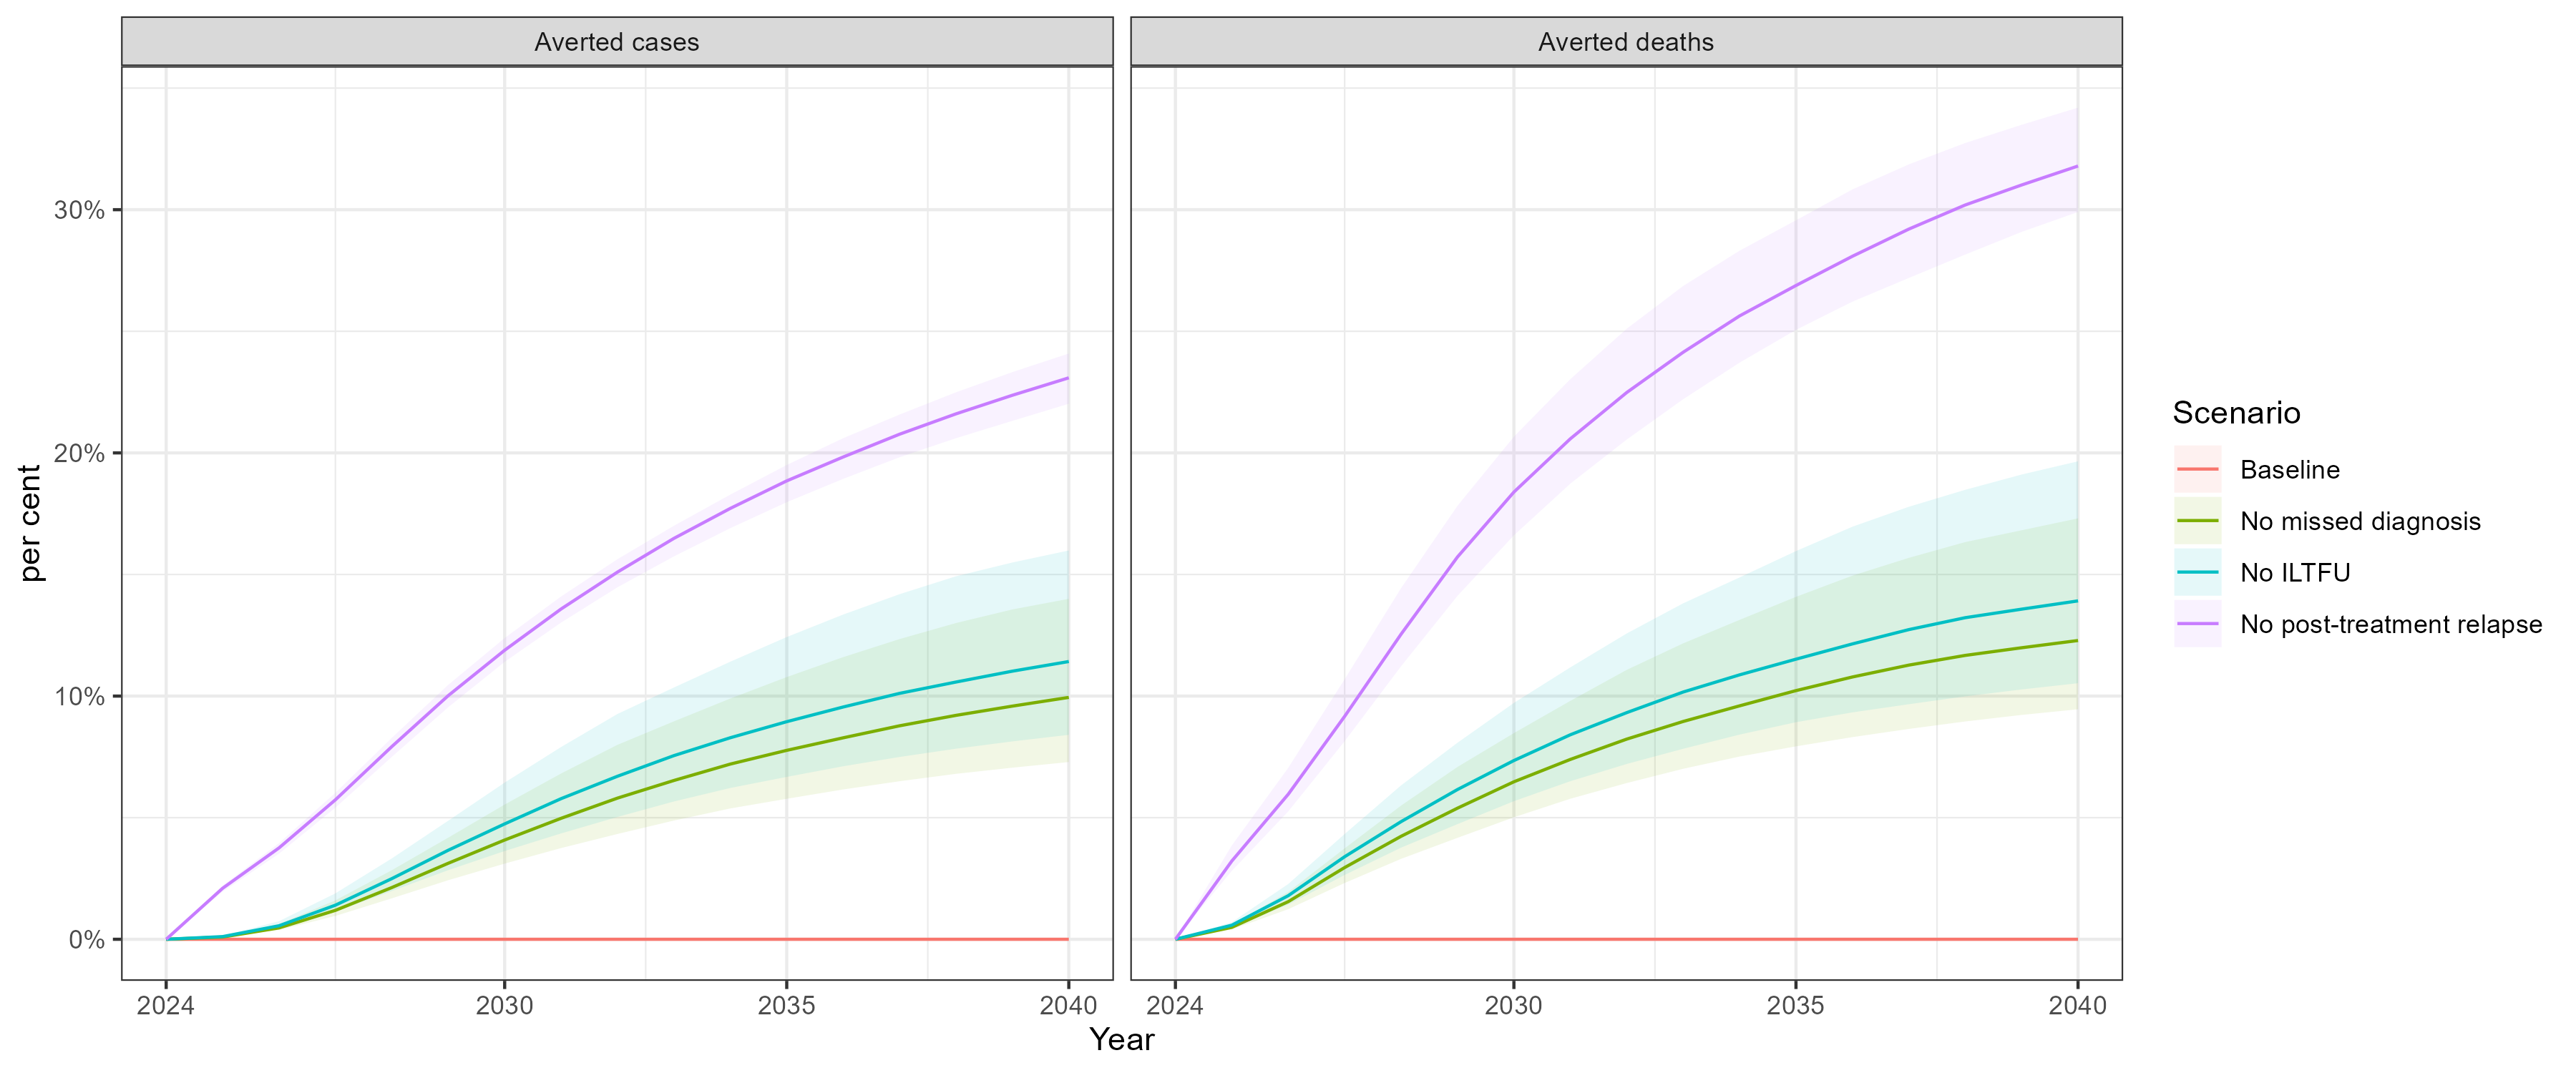 Averted cases
Averted deaths
per cent
30%
20%
10%
0%
2024
2030
2035
2040
2024
2030
2035
2040
Year
Scenario
Baseline
No missed diagnosis
No ILTFU
No post-treatment relapse